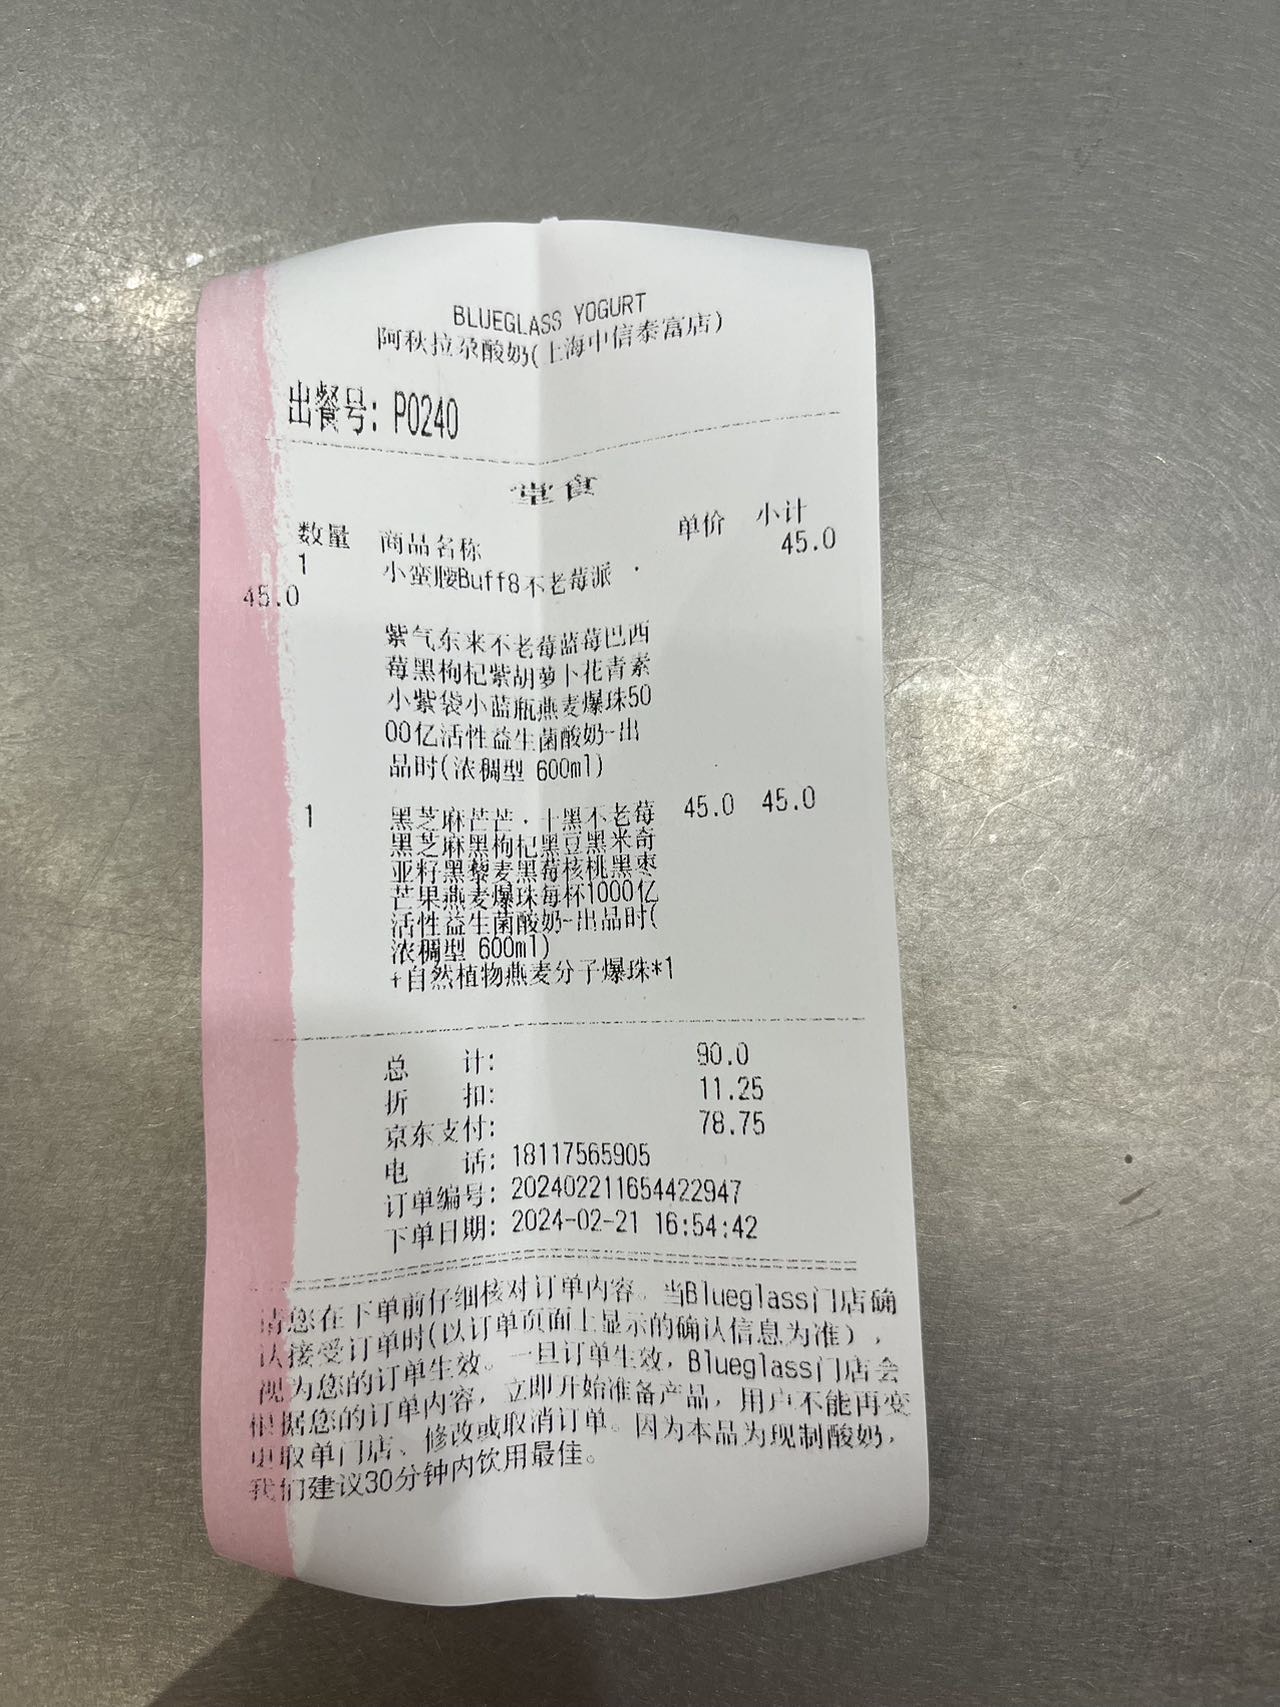 BLUEGLASS YOGURT
阿秋拉尕酸奶(上海中信泰富店)
出餐号: P0240
堂食
数量 商品名称 单价 小计
1 小蛮腰Buff8不老莓派 · 45.0
45.0
紫气东来不老莓蓝莓巴西
莓黑枸杞紫胡萝卜花青素
小紫袋小蓝瓶燕麦爆珠50
00亿活性益生菌酸奶-出
品时(浓稠型 600ml)
1 黑芝麻芒芒·十黑不老莓 45.0 45.0
黑芝麻黑枸杞黑豆黑米奇
亚籽黑藜麦黑莓核桃黑枣
芒果燕麦爆珠每杯1000亿
活性益生菌酸奶-出品时(
浓稠型 600ml)
+自然植物燕麦分子爆珠*1
总 计: 90.0
折 扣: 11.25
京东支付: 78.75
电 话: 18117565905
订单编号: 202402211654422947
下单日期: 2024-02-21 16:54:42
请您在下单前仔细核对订单内容。当Blueglass门店确
认接受订单时(以订单页面上显示的确认信息为准),
视为您的订单生效。一旦订单生效,Blueglass门店会
根据您的订单内容,立即开始准备产品,用户不能再变
更取单门店、修改或取消订单。因为本品为现制酸奶,
我们建议30分钟内饮用最佳。